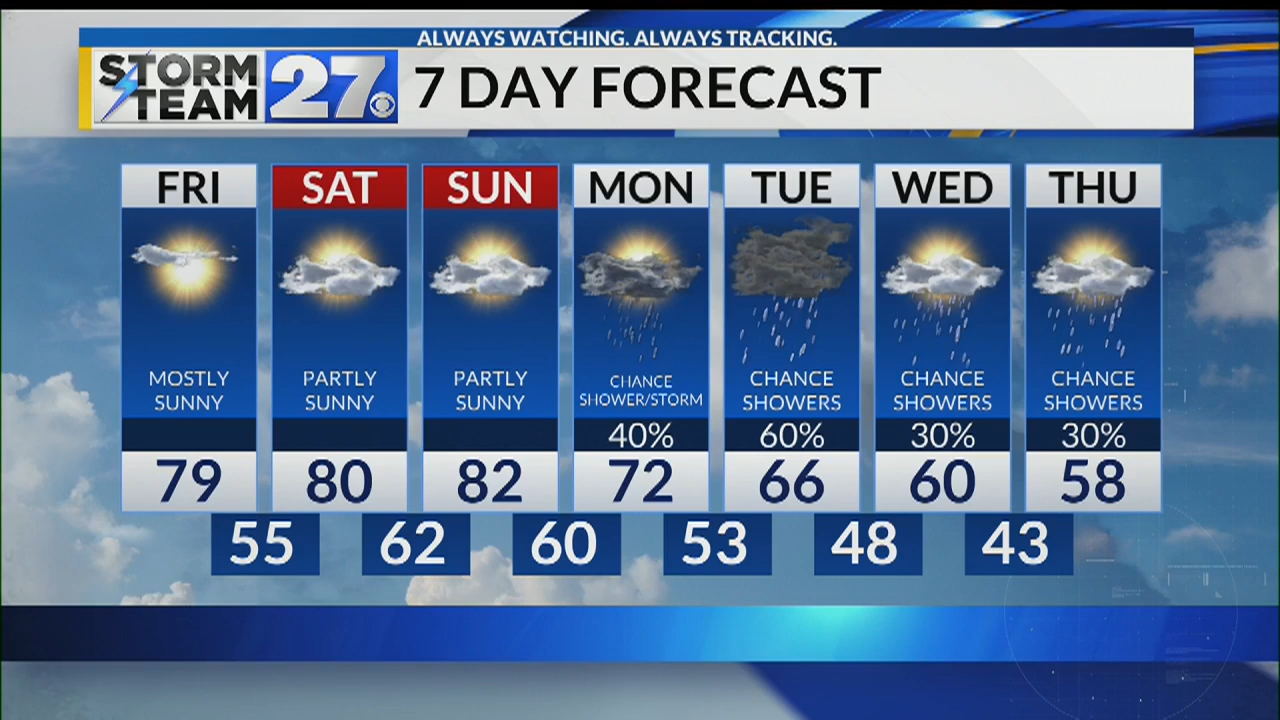 ALWAYS WATCHING. ALWAYS TRACKING.
STORM
TEAM
27
7 DAY FORECAST
FRI SAT SUN MON TUE WED THU
MOSTLY SUNNY
PARTLY SUNNY
PARTLY SUNNY
CHANCE SHOWER/STORM
CHANCE SHOWERS
CHANCE SHOWERS
CHANCE SHOWERS
40% 60% 30% 30%
79 80 82 72 66 60 58
55 62 60 53 48 43